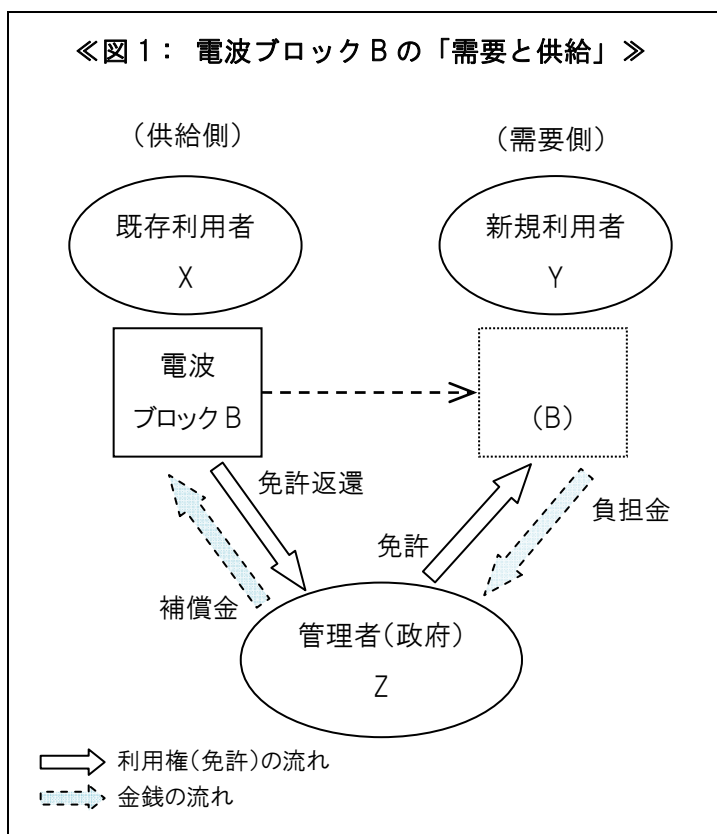 ≪図1： 電波ブロックBの「需要と供給」≫
（供給側）
（需要側）
既存利用者
X
新規利用者
Y
電波
ブロックB
（B）
免許返還
補償金
免許
負担金
管理者（政府）
Z
利用権（免許）の流れ
金銭の流れ